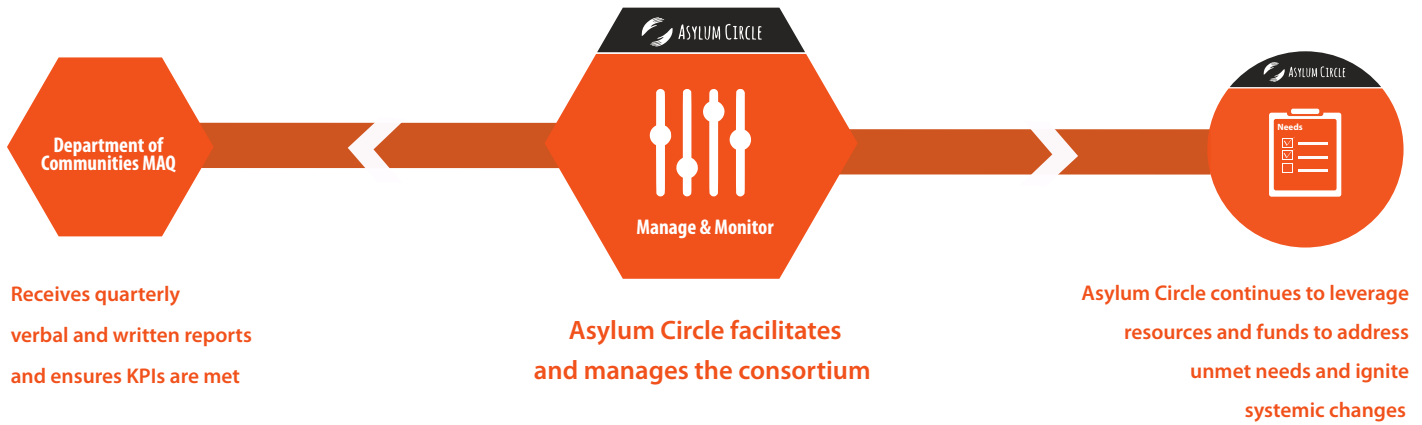 ASYLUM CIRCLE
Manage & Monitor
Asylum Circle facilitates
and manages the consortium
Department of
Communities MAQ
Receives quarterly
verbal and written reports
and ensures KPIs are met
ASYLUM CIRCLE
Needs
Asylum Circle continues to leverage
resources and funds to address
unmet needs and ignite
systemic changes